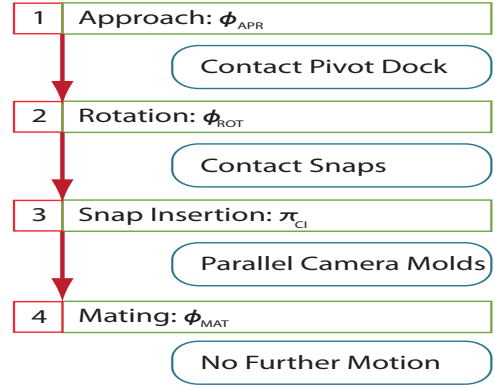 1 Approach: ϕAPR
Contact Pivot Dock
2 Rotation: ϕROT
Contact Snaps
3 Snap Insertion: πCI
Parallel Camera Molds
4 Mating: ϕMAT
No Further Motion